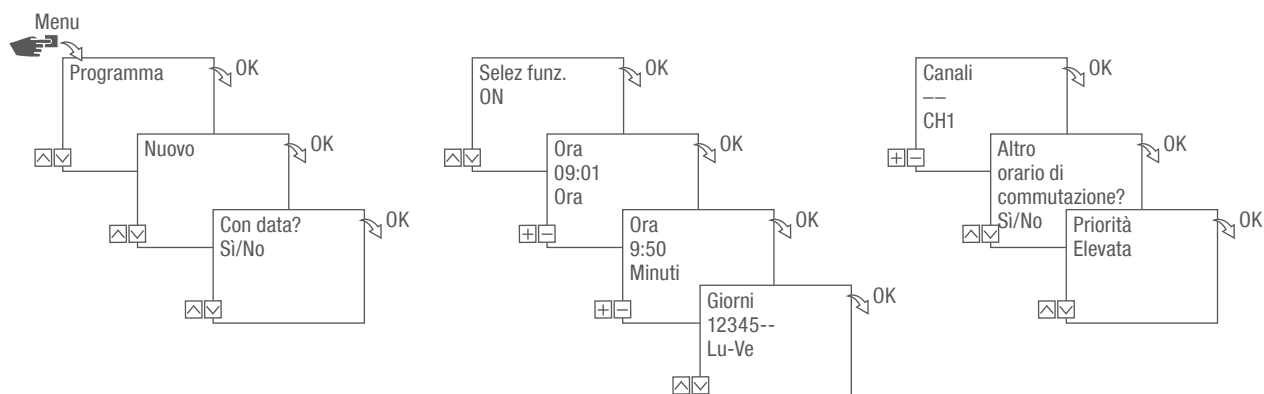 Menu
Programma
OK
Nuovo
OK
Con data?
Sì/No
OK
Selez funz.
ON
OK
Ora
09:01
Ora
OK
Ora
9:50
Minuti
OK
Giorni
12345--
Lu-Ve
OK
Canali
––
CH1
OK
Altro
orario di
commutazione?
Sì/No
OK
Priorità
Elevata
OK